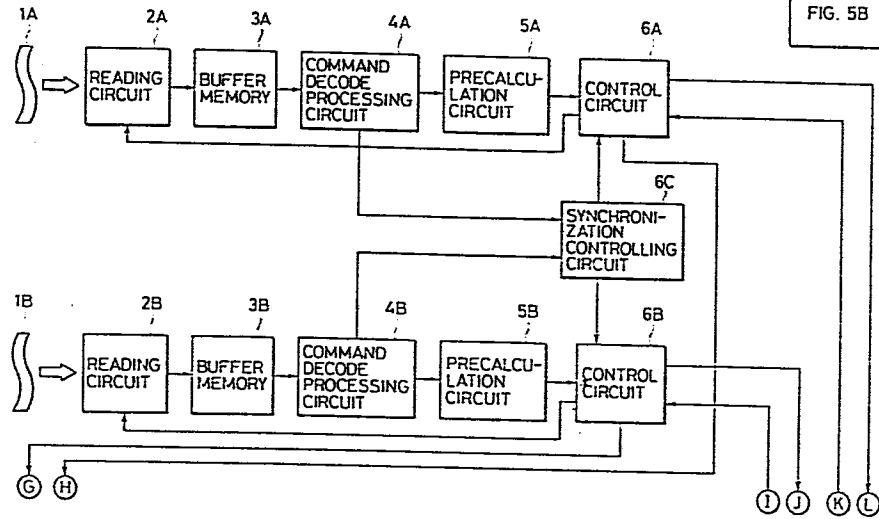 FIG. 5B
1A
2A
3A
4A
5A
6A
READING
CIRCUIT
BUFFER
MEMORY
COMMAND
DECODE
PROCESSING
CIRCUIT
PRECALCU-
LATION
CIRCUIT
CONTROL
CIRCUIT
6C
SYNCHRONI-
ZATION
CONTROLLING
CIRCUIT
1B
2B
3B
4B
5B
6B
READING
CIRCUIT
BUFFER
MEMORY
COMMAND
DECODE
PROCESSING
CIRCUIT
PRECALCU-
LATION
CIRCUIT
CONTROL
CIRCUIT
G
H
I
J
K
L